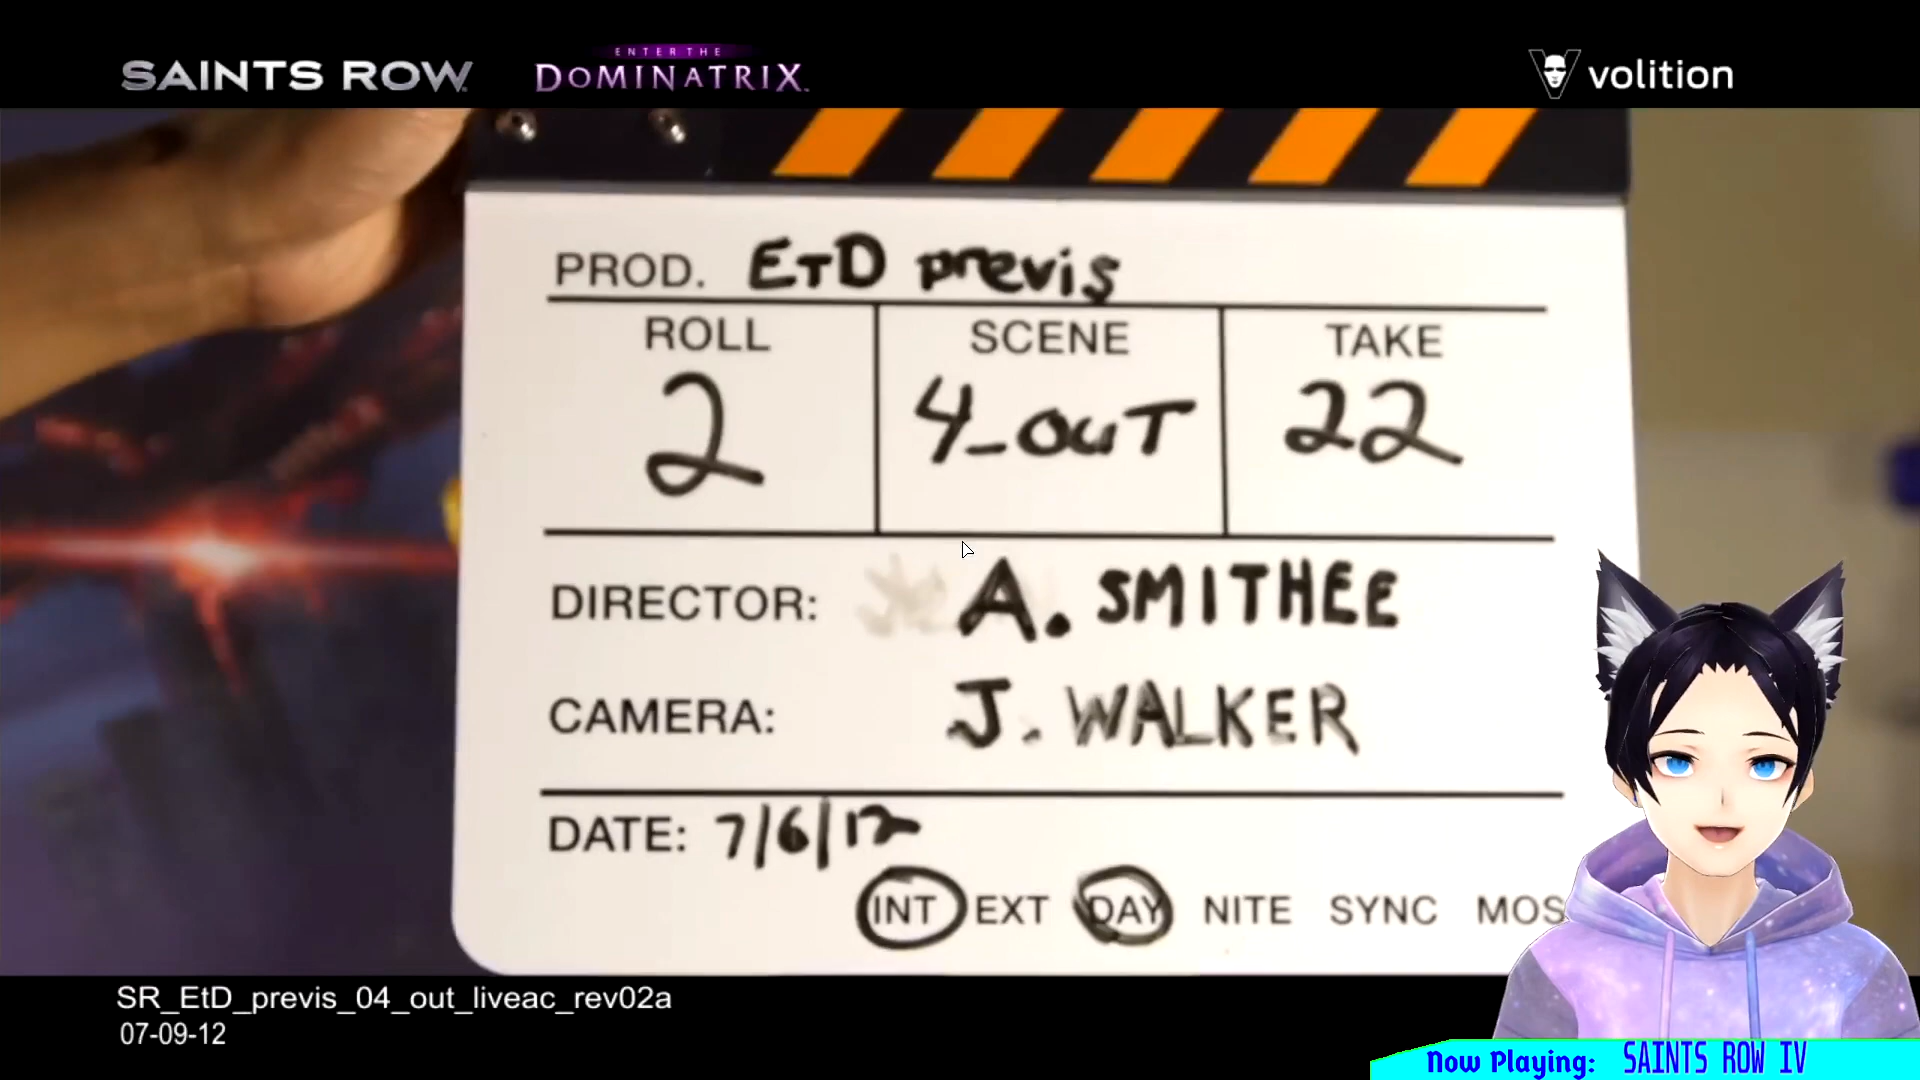 SAINTS ROW
ENTER THE
DOMINATRIX.
volition
PROD. ETD previs
ROLL SCENE TAKE
2 4_OUT 22
DIRECTOR: A. SMITHEE
CAMERA: J. WALKER
DATE: 7/6/12
INT EXT DAY NITE SYNC MOS
SR_EtD_previs_04_out_liveac_rev02a
07-09-12
Now Playing: SAINTS ROW IV